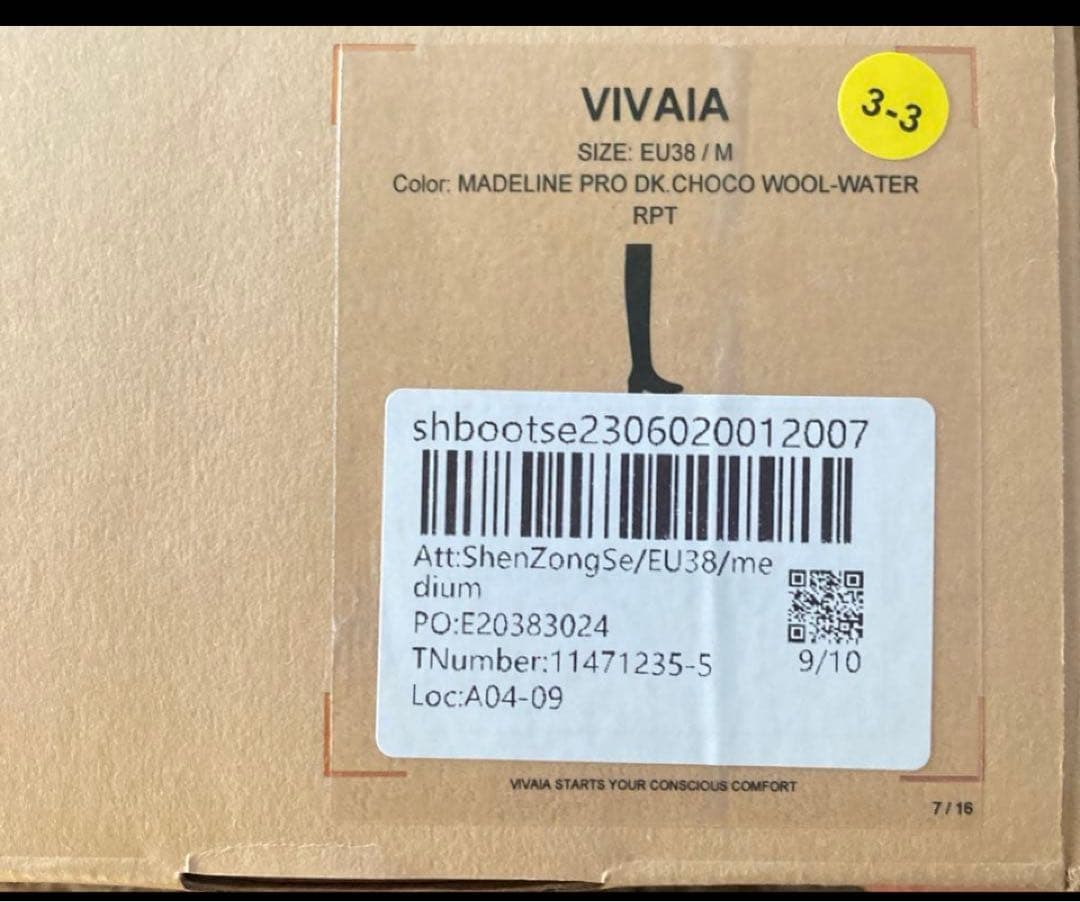 VIVAIA
3-3
SIZE: EU38 / M
Color: MADELINE PRO DK.CHOCO WOOL-WATER
RPT
shbootse2306020012007
Att:ShenZongSe/EU38/me
dium
PO:E20383024
TNumber:11471235-5
9/10
Loc:A04-09
VIVAIA STARTS YOUR CONSCIOUS COMFORT
7 / 16